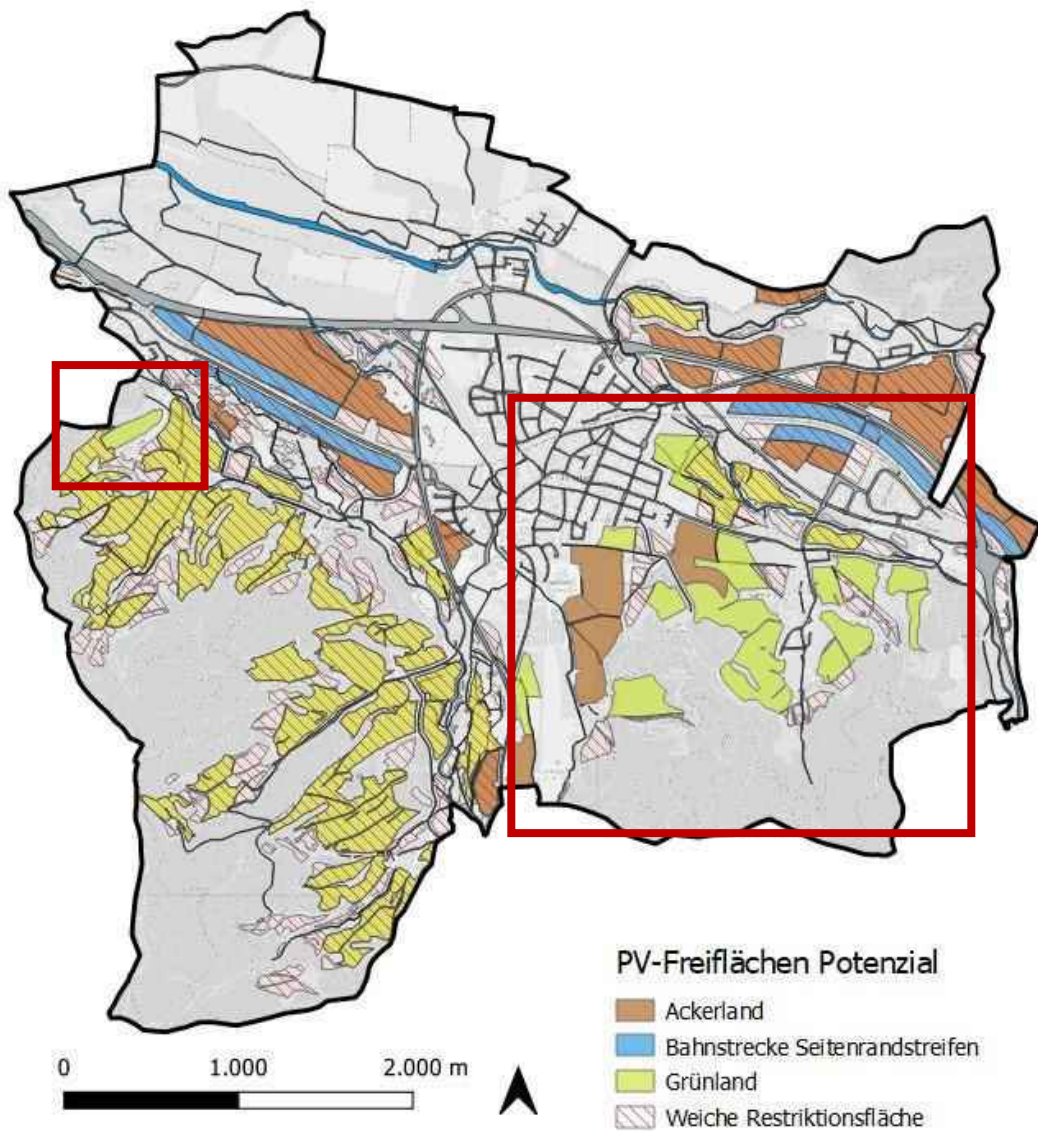 PV-Freiflächen Potenzial
Ackerland
Bahnstrecke Seitenrandstreifen
Grünland
Weiche Restriktionsfläche
0 1.000 2.000 m